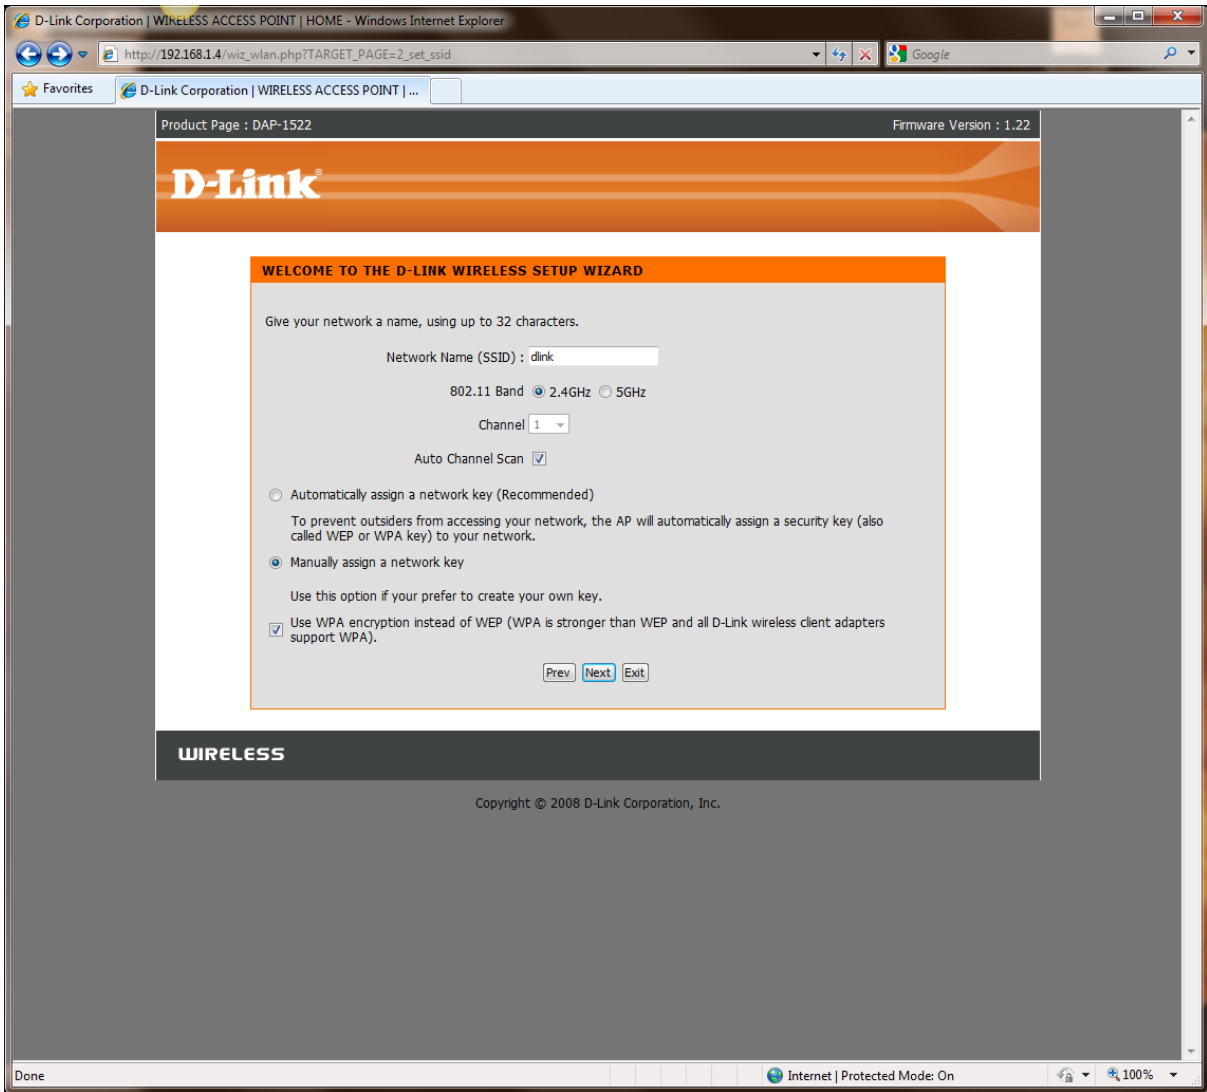 D-Link Corporation | WIRELESS ACCESS POINT | HOME - Windows Internet Explorer
http://192.168.1.4/wiz_wlan.php?TARGET_PAGE=2_set_ssid
Google
Favorites
D-Link Corporation | WIRELESS ACCESS POINT | ...
Product Page : DAP-1522
Firmware Version : 1.22
D-Link®
WELCOME TO THE D-LINK WIRELESS SETUP WIZARD
Give your network a name, using up to 32 characters.
Network Name (SSID) : dlink
802.11 Band 2.4GHz 5GHz
Channel 1
Auto Channel Scan
Automatically assign a network key (Recommended)
To prevent outsiders from accessing your network, the AP will automatically assign a security key (also
called WEP or WPA key) to your network.
Manually assign a network key
Use this option if your prefer to create your own key.
Use WPA encryption instead of WEP (WPA is stronger than WEP and all D-Link wireless client adapters
support WPA).
Prev Next Exit
WIRELESS
Copyright © 2008 D-Link Corporation, Inc.
Done
Internet | Protected Mode: On
100%